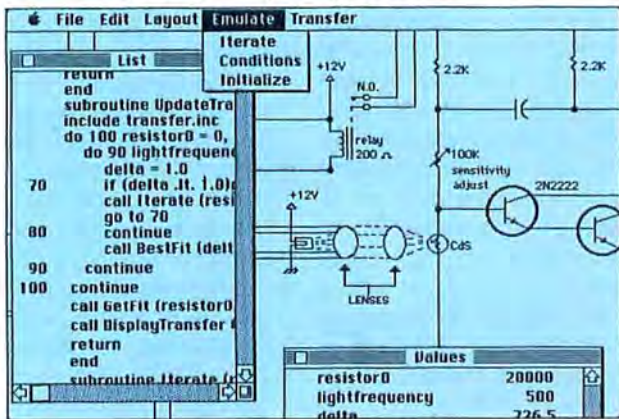 File Edit Layout Emulate Transfer
Iterate
Conditions
Initialize
List
return
end
subroutine UpdateTra
include transfer.inc
do 100 resistor0 = 0,
do 90 lightfrequen
delta = 1.0
70 if (delta .lt. 1.0)
call Iterate (resi
go to 70
80 continue
call BestFit (delt
90 continue
100 continue
call GetFit (resistor0
call DisplayTransfer
return
end
subroutine Iterate (r
+12V
N.O.
relay
200 Ω
+12V
LENSES
2.2K
2.2K
100K
sensitivity
adjust
2N2222
CdS
Values
resistor0 20000
lightfrequency 500
delta 726.5